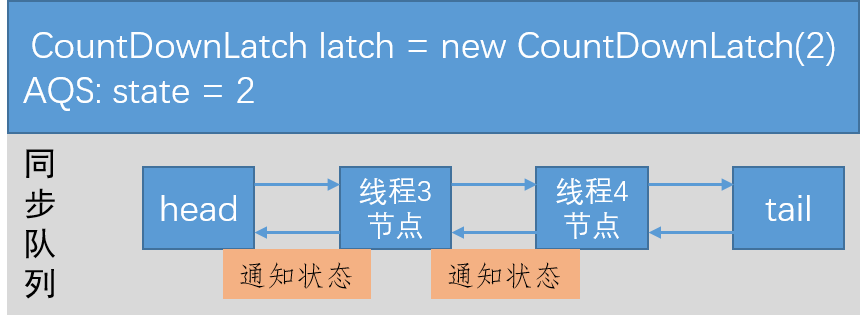 CountDownLatch latch = new CountDownLatch(2)
AQS: state = 2
同步队列
head
线程3
节点
线程4
节点
tail
通知状态
通知状态